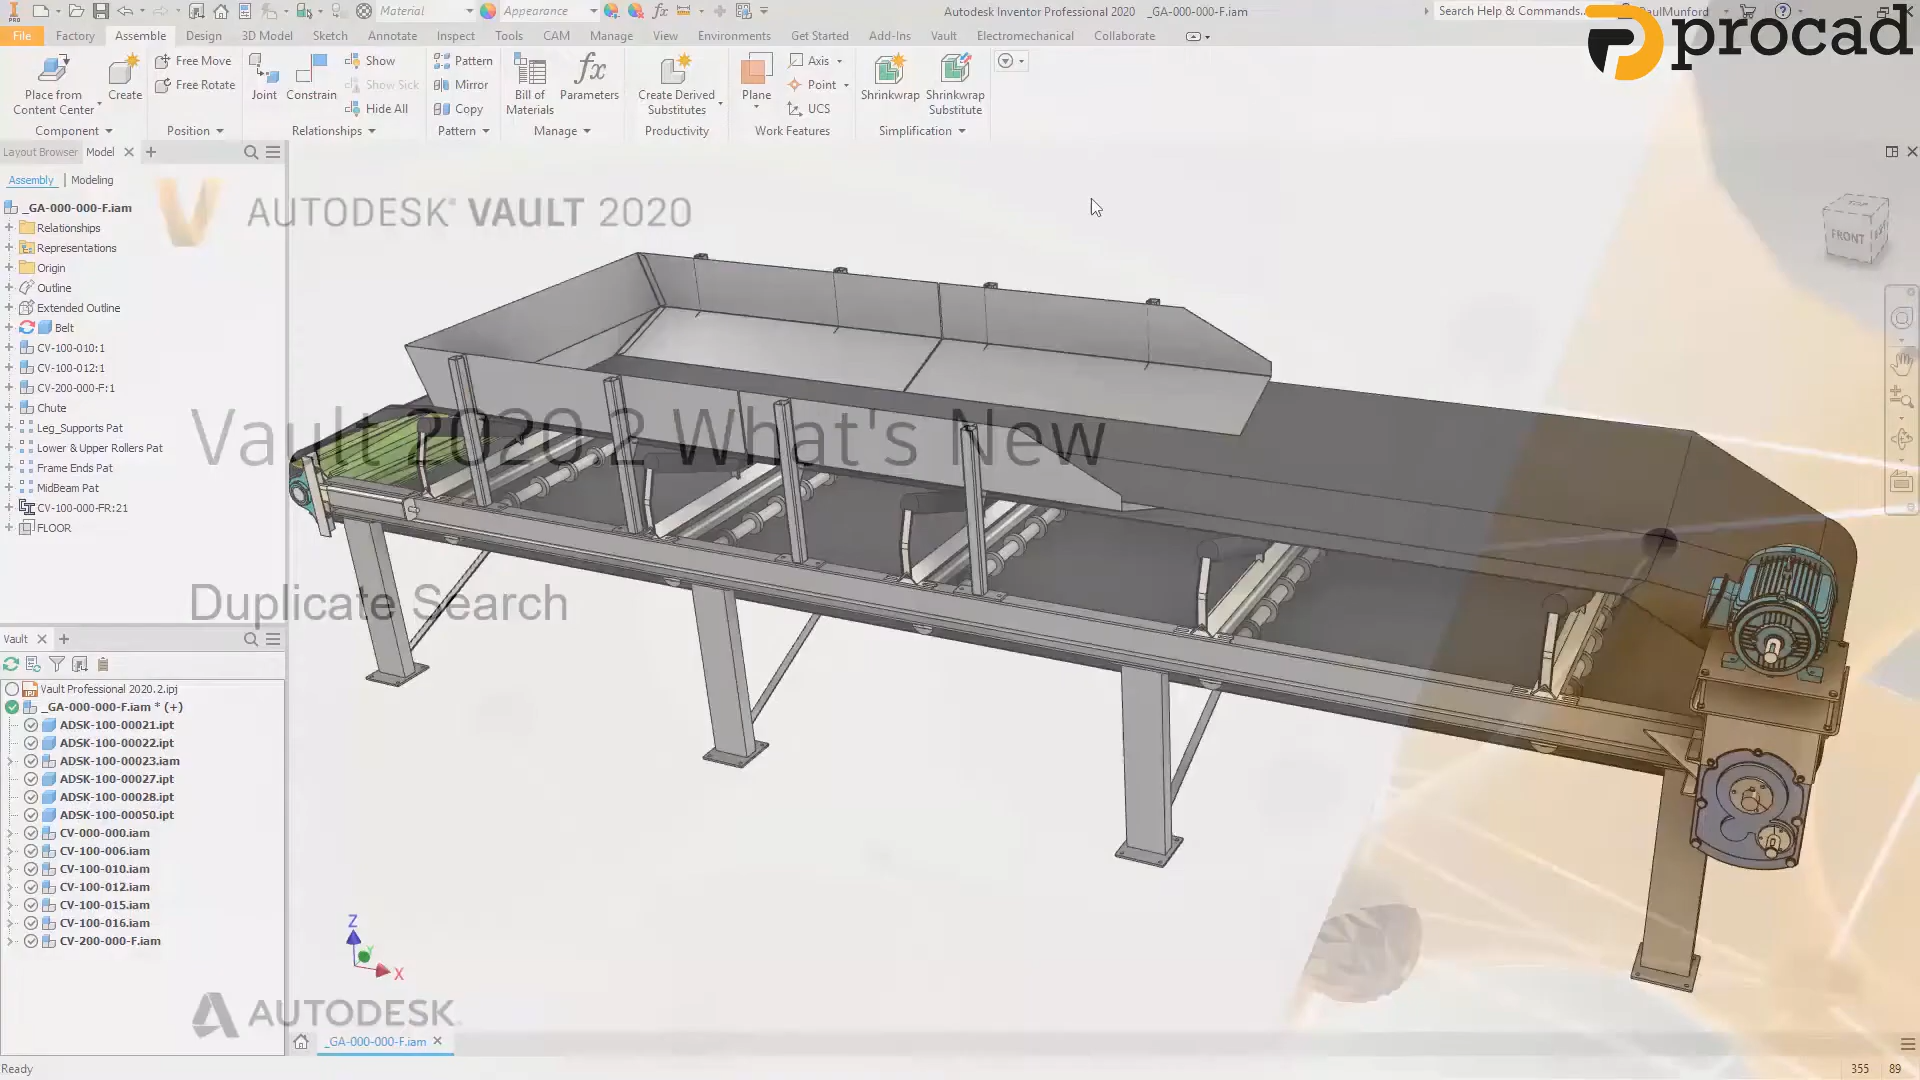 Material
Appearance
Autodesk Inventor Professional 2020 _GA-000-000-F.iam
Search Help & Commands...
PaulMunford
procad
File Factory Assemble Design 3D Model Sketch Annotate Inspect Tools CAM Manage View Environments Get Started Add-Ins Vault Electromechanical Collaborate
Place from
Content Center
Create
Free Move
Free Rotate
Joint
Constrain
Show
Show Sick
Hide All
Pattern
Mirror
Copy
Bill of
Materials
Parameters
Create Derived
Substitutes
Plane
Axis
Point
UCS
Shrinkwrap
Shrinkwrap
Substitute
Component Position Relationships Pattern Manage Productivity Work Features Simplification
Layout Browser Model
Assembly Modeling
_GA-000-000-F.iam
Relationships
Representations
Origin
Outline
Extended Outline
Belt
CV-100-010:1
CV-100-012:1
CV-200-000-F:1
Chute
Leg_Supports Pat
Lower & Upper Rollers Pat
Frame Ends Pat
MidBeam Pat
CV-100-000-FR:21
FLOOR
AUTODESK® VAULT 2020
Vault 2020.2 What's New
Duplicate Search
TOP
FRONT
Vault
Vault Professional 2020.2.ipj
_GA-000-000-F.iam * (+)
ADSK-100-00021.ipt
ADSK-100-00022.ipt
ADSK-100-00023.iam
ADSK-100-00027.ipt
ADSK-100-00028.ipt
ADSK-100-00050.ipt
CV-000-000.iam
CV-100-006.iam
CV-100-010.iam
CV-100-012.iam
CV-100-015.iam
CV-100-016.iam
CV-200-000-F.iam
Z
Y
X
AUTODESK
_GA-000-000-F.iam
Ready
355 89